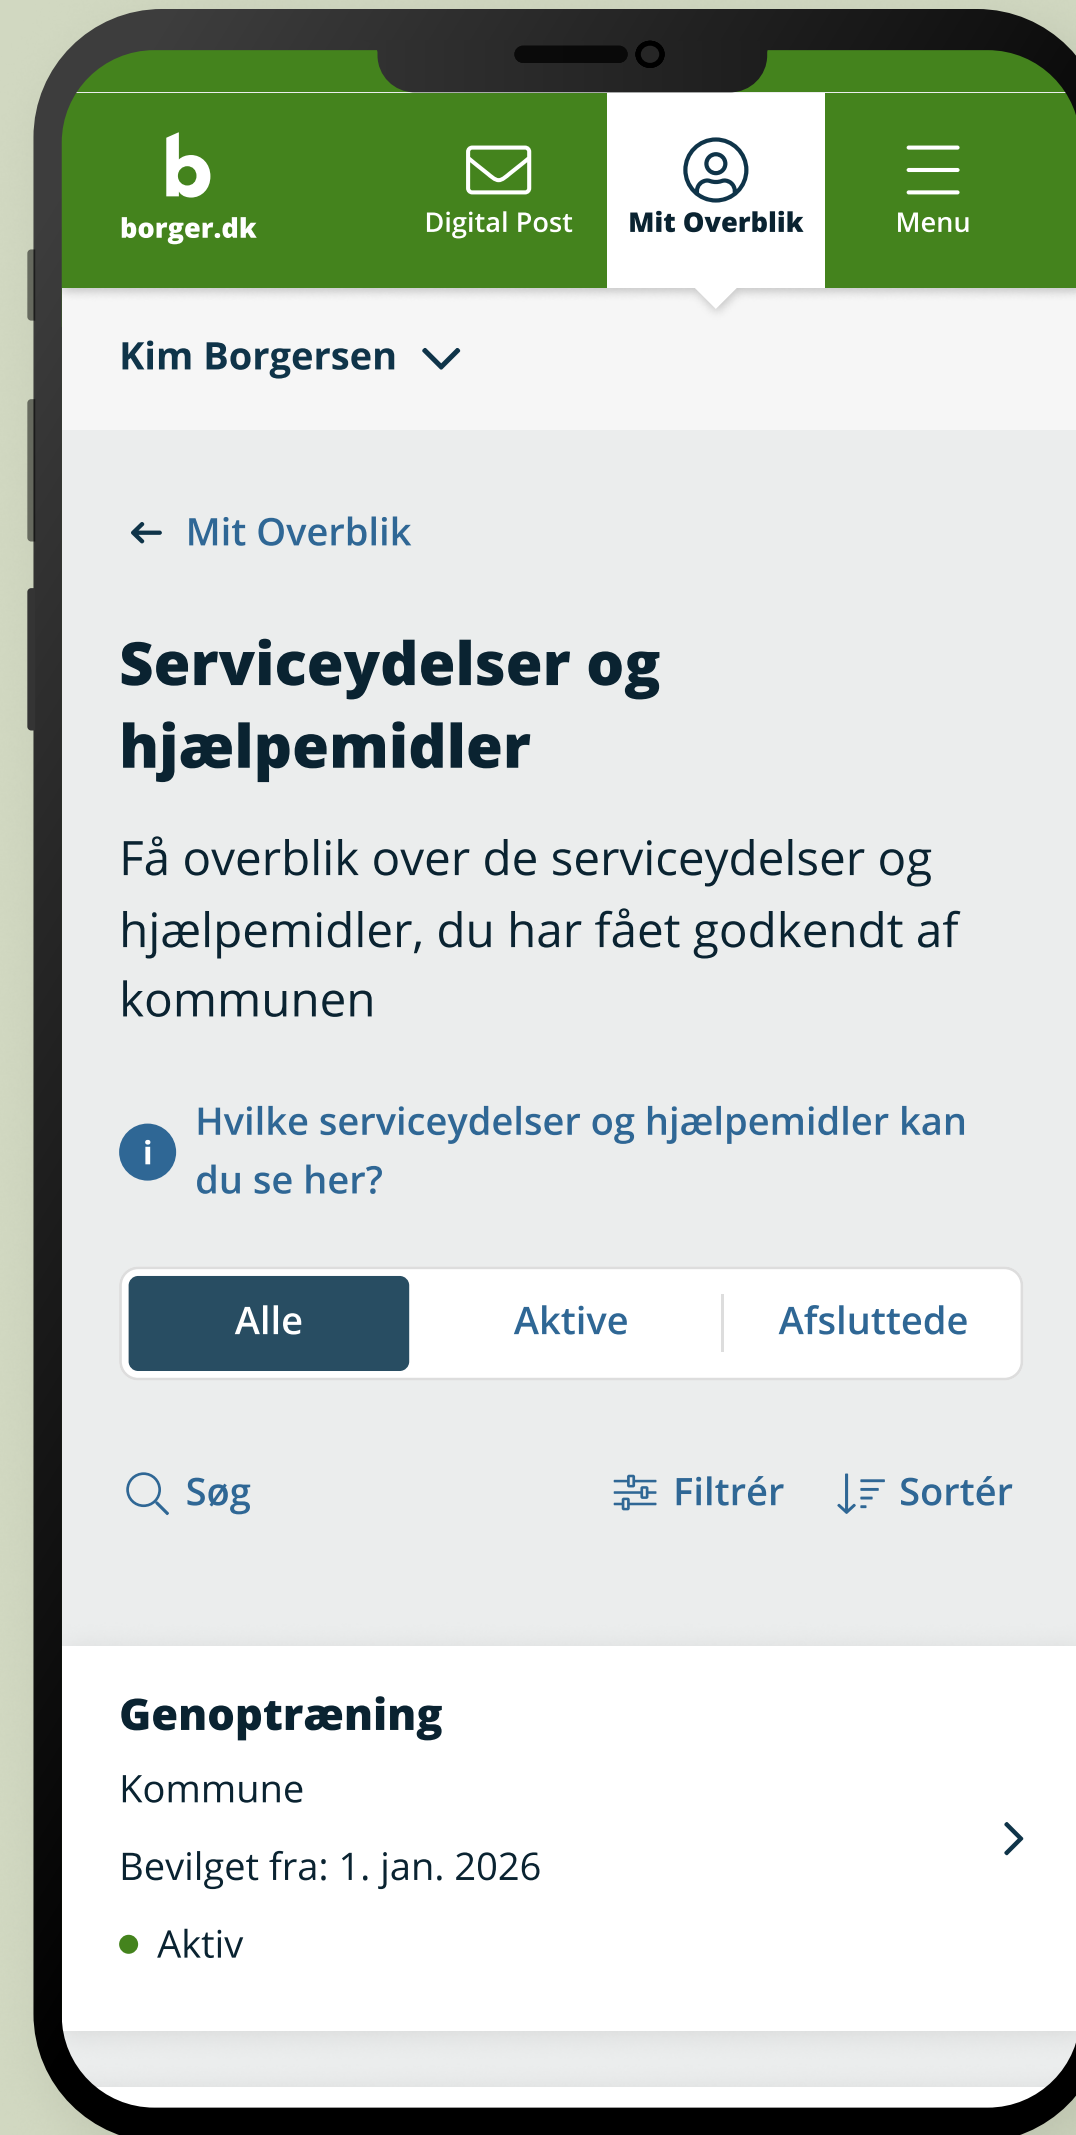 b
borger.dk
Digital Post
Mit Overblik
Menu
Kim Borgersen
Mit Overblik
Serviceydelser og
hjælpemidler
Få overblik over de serviceydelser og
hjælpemidler, du har fået godkendt af
kommunen
i
Hvilke serviceydelser og hjælpemidler kan
du se her?
Alle
Aktive
Afsluttede
Søg
Filtrér
Sortér
Genoptræning
Kommune
Bevilget fra: 1. jan. 2026
Aktiv